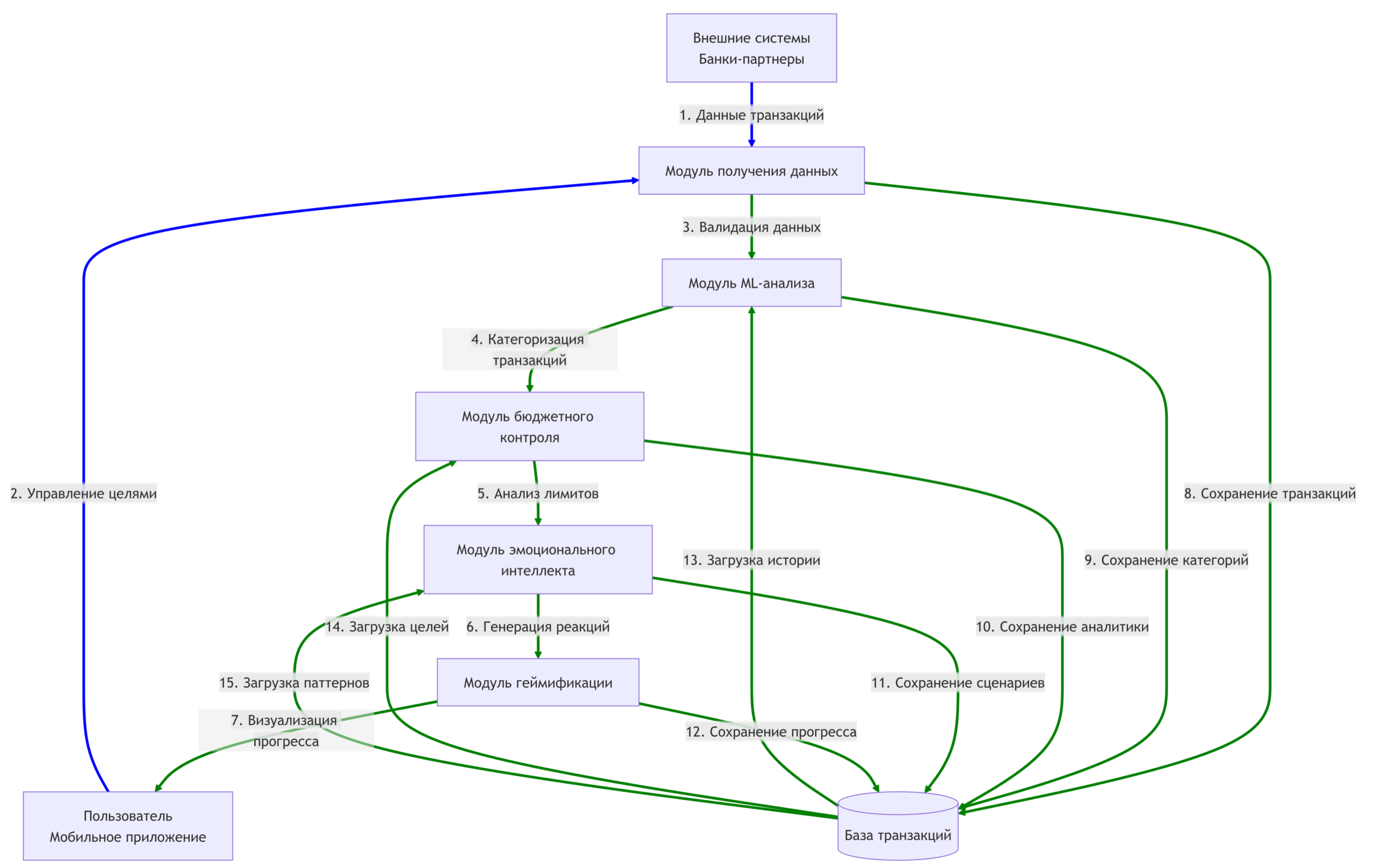 Внешние системы
Банки-партнеры
1. Данные транзакций
Модуль получения данных
3. Валидация данных
Модуль ML-анализа
4. Категоризация
транзакций
Модуль бюджетного
контроля
2. Управление целями
5. Анализ лимитов
8. Сохранение транзакций
Модуль эмоционального
интеллекта
13. Загрузка истории
9. Сохранение категорий
14. Загрузка целей
6. Генерация реакций
10. Сохранение аналитики
15. Загрузка паттернов
Модуль геймификации
11. Сохранение сценариев
7. Визуализация
прогресса
12. Сохранение прогресса
Пользователь
Мобильное приложение
База транзакций